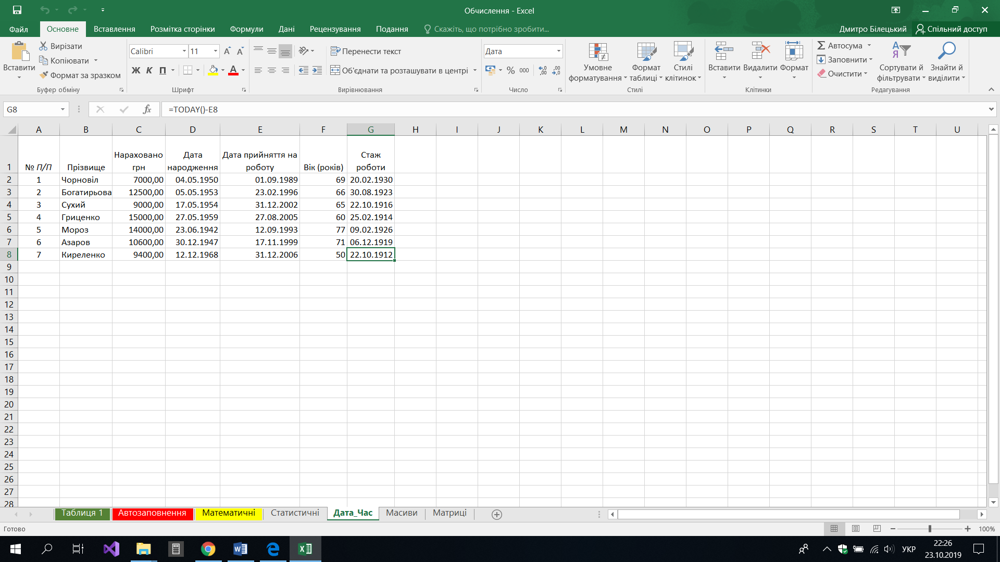 Обчислення - Excel
Файл Основне Вставлення Розмітка сторінки Формули Дані Рецензування Подання Скажіть, що потрібно зробити... Дмитро Білецький Спільний доступ
Вставити
Вирізати
Копіювати
Формат за зразком
Буфер обміну
Calibri 11
Ж К П
Шрифт
Перенести текст
Об'єднати та розташувати в центрі
Вирівнювання
Дата
% 000 ,00
Число
Умовне форматування
Формат таблиці
Стилі клітинок
Стилі
Вставити Видалити Формат
Клітинки
Автосума
Заповнити
Очистити
Сортувати й фільтрувати
Знайти й виділити
Редагування
G8 fx =TODAY()-E8
A B C D E F G H I J K L M N O P Q R S T U
1 № П/П Прізвище Нараховано грн Дата народження Дата прийняття на роботу Вік (років) Стаж роботи
2 1 Чорновіл 7000,00 04.05.1950 01.09.1989 69 20.02.1930
3 2 Богатирьова 12500,00 05.05.1953 23.02.1996 66 30.08.1923
4 3 Сухий 9000,00 17.05.1954 31.12.2002 65 22.10.1916
5 4 Гриценко 15000,00 27.05.1959 27.08.2005 60 25.02.1914
6 5 Мороз 14000,00 23.06.1942 12.09.1993 77 09.02.1926
7 6 Азаров 10600,00 30.12.1947 17.11.1999 71 06.12.1919
8 7 Киреленко 9400,00 12.12.1968 31.12.2006 50 22.10.1912
9
10
11
12
13
14
15
16
17
18
19
20
21
22
23
24
25
26
27
28
Таблиця 1 Автозаповнення Математичні Статистичні Дата_Час Масиви Матриці
Готово 100%
УКР 22:26
23.10.2019